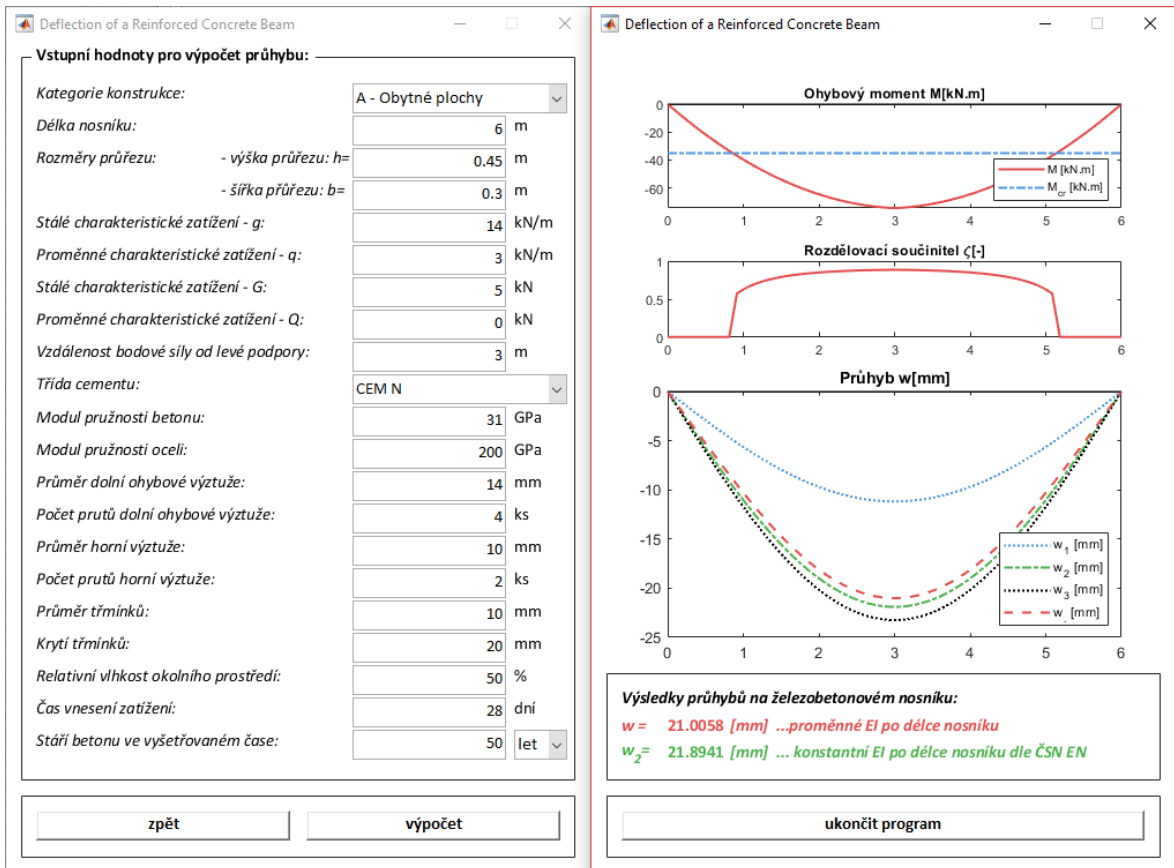 Deflection of a Reinforced Concrete Beam
Vstupní hodnoty pro výpočet průhybu:
Kategorie konstrukce: A - Obytné plochy
Délka nosníku: 6 m
Rozměry průřezu: - výška průřezu: h= 0.45 m
- šířka přůřezu: b= 0.3 m
Stálé charakteristické zatížení - g: 14 kN/m
Proměnné charakteristické zatížení - q: 3 kN/m
Stálé charakteristické zatížení - G: 5 kN
Proměnné charakteristické zatížení - Q: 0 kN
Vzdálenost bodové síly od levé podpory: 3 m
Třída cementu: CEM N
Modul pružnosti betonu: 31 GPa
Modul pružnosti oceli: 200 GPa
Průměr dolní ohybové výztuže: 14 mm
Počet prutů dolní ohybové výztuže: 4 ks
Průměr horní výztuže: 10 mm
Počet prutů horní výztuže: 2 ks
Průměr třmínků: 10 mm
Krytí třmínků: 20 mm
Relativní vlhkost okolního prostředí: 50 %
Čas vnesení zatížení: 28 dní
Stáří betonu ve vyšetřovaném čase: 50 let
zpět výpočet
Deflection of a Reinforced Concrete Beam
Ohybový moment M[kN.m]
0
-20
-40
-60
M [kN.m]
M_cr [kN.m]
0 1 2 3 4 5 6
Rozdělovací součinitel ζ[-]
1
0.5
0
0 1 2 3 4 5 6
Průhyb w[mm]
0
-5
-10
-15
-20
-25
w_1 [mm]
w_2 [mm]
w_3 [mm]
w [mm]
0 1 2 3 4 5 6
Výsledky průhybů na železobetonovém nosníku:
w = 21.0058 [mm] ...proměnné EI po délce nosníku
w_2= 21.8941 [mm] ... konstantní EI po délce nosníku dle ČSN EN
ukončit program